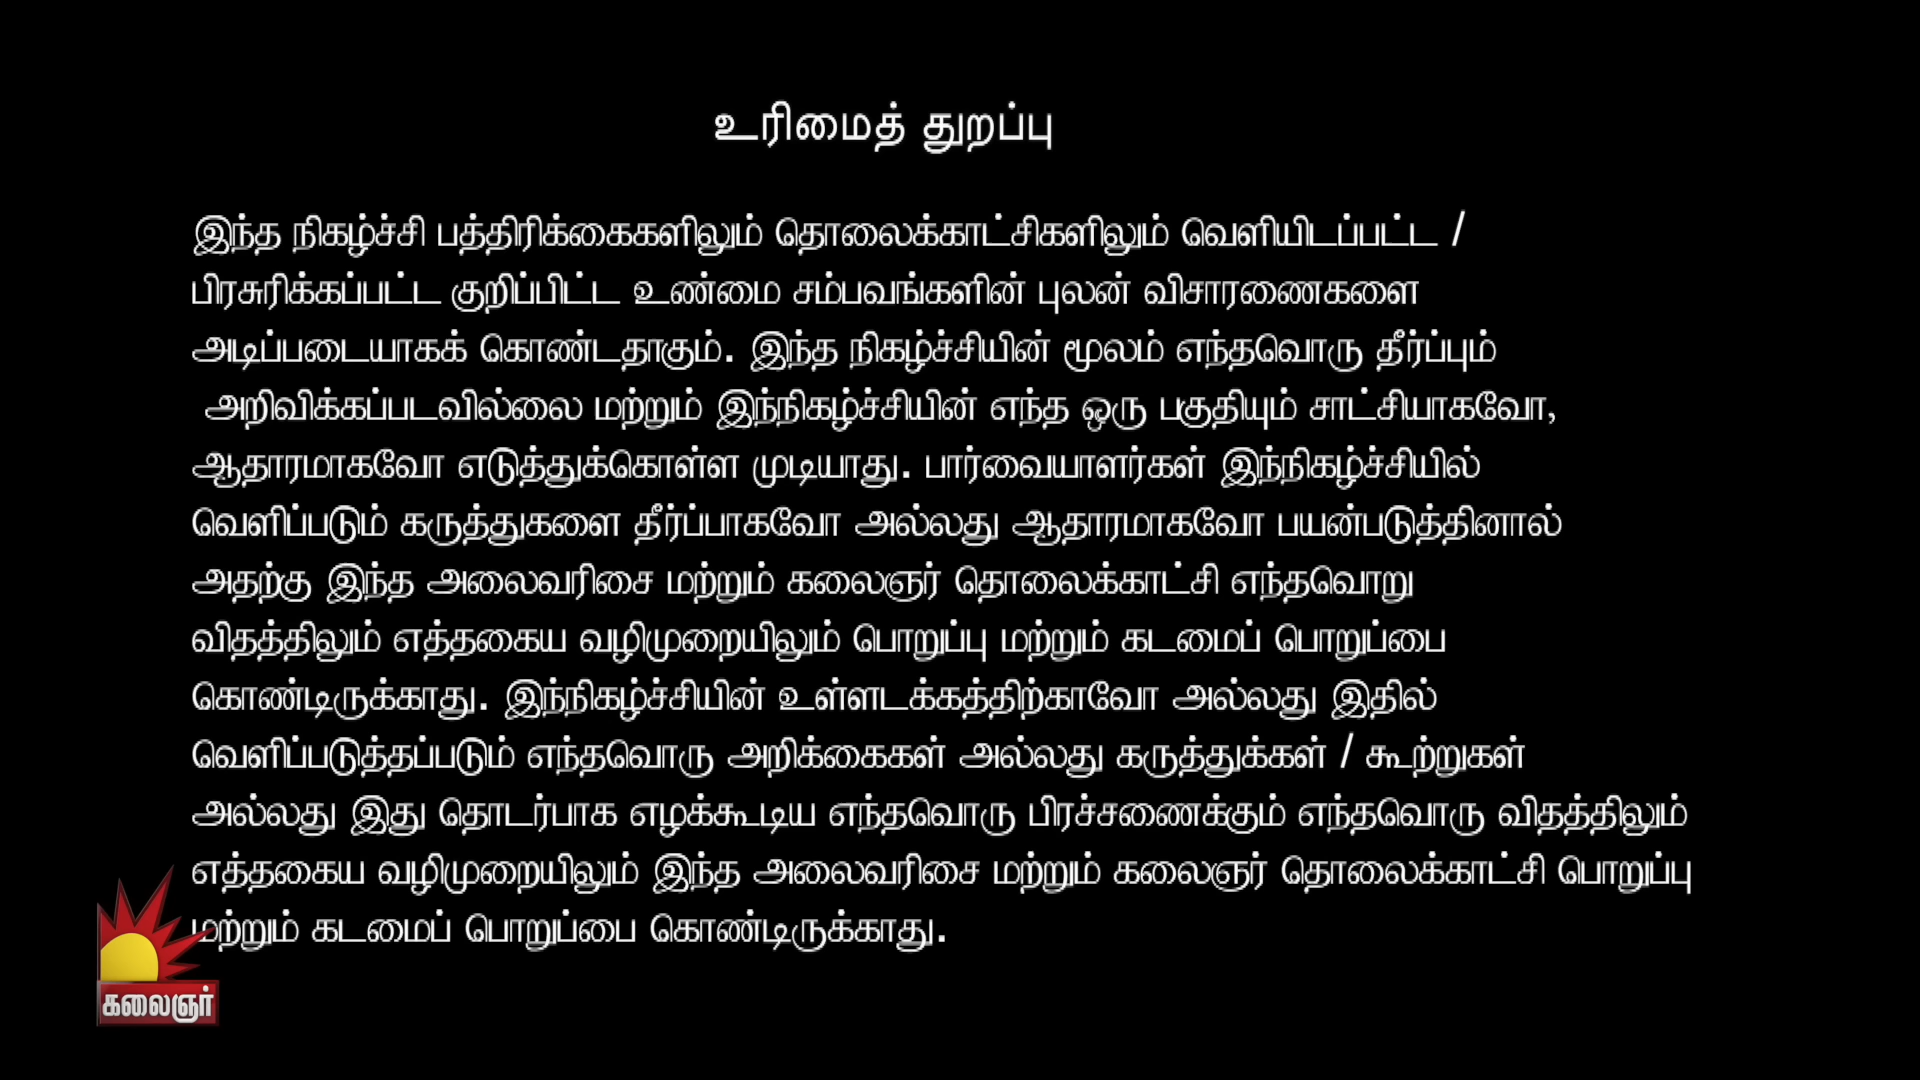 உரிமைத் துறப்பு
இந்த நிகழ்ச்சி பத்திரிக்கைகளிலும் தொலைக்காட்சிகளிலும் வெளியிடப்பட்ட /
பிரசுரிக்கப்பட்ட குறிப்பிட்ட உண்மை சம்பவங்களின் புலன் விசாரணைகளை
அடிப்படையாகக் கொண்டதாகும். இந்த நிகழ்ச்சியின் மூலம் எந்தவொரு தீர்ப்பும்
அறிவிக்கப்படவில்லை மற்றும் இந்நிகழ்ச்சியின் எந்த ஒரு பகுதியும் சாட்சியாகவோ,
ஆதாரமாகவோ எடுத்துக்கொள்ள முடியாது. பார்வையாளர்கள் இந்நிகழ்ச்சியில்
வெளிப்படும் கருத்துகளை தீர்ப்பாகவோ அல்லது ஆதாரமாகவோ பயன்படுத்தினால்
அதற்கு இந்த அலைவரிசை மற்றும் கலைஞர் தொலைக்காட்சி எந்தவொறு
விதத்திலும் எத்தகைய வழிமுறையிலும் பொறுப்பு மற்றும் கடமைப் பொறுப்பை
கொண்டிருக்காது. இந்நிகழ்ச்சியின் உள்ளடக்கத்திற்காவோ அல்லது இதில்
வெளிப்படுத்தப்படும் எந்தவொரு அறிக்கைகள் அல்லது கருத்துக்கள் / கூற்றுகள்
அல்லது இது தொடர்பாக எழக்கூடிய எந்தவொரு பிரச்சணைக்கும் எந்தவொரு விதத்திலும்
எத்தகைய வழிமுறையிலும் இந்த அலைவரிசை மற்றும் கலைஞர் தொலைக்காட்சி பொறுப்பு
மற்றும் கடமைப் பொறுப்பை கொண்டிருக்காது.
கலைஞர்